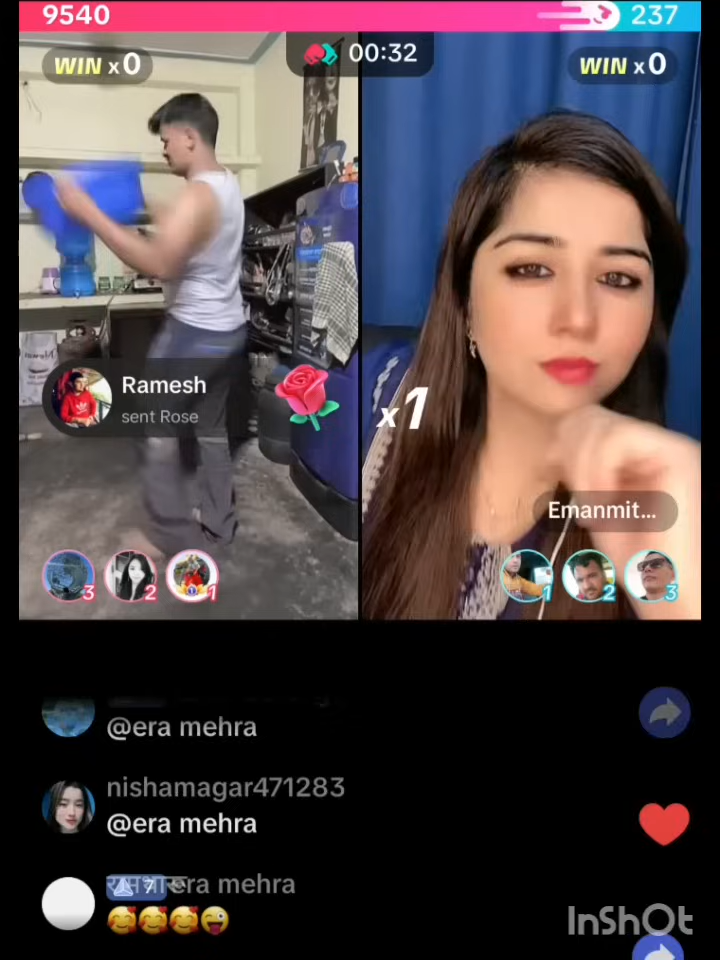 9540
237
WIN x0
00:32
WIN x0
Ramesh
sent Rose
x1
Emanmit...
3
2
1
1
2
3
@era mehra
nishamagar471283
@era mehra
7
era mehra
🥰🥰🥰😜
InShOt